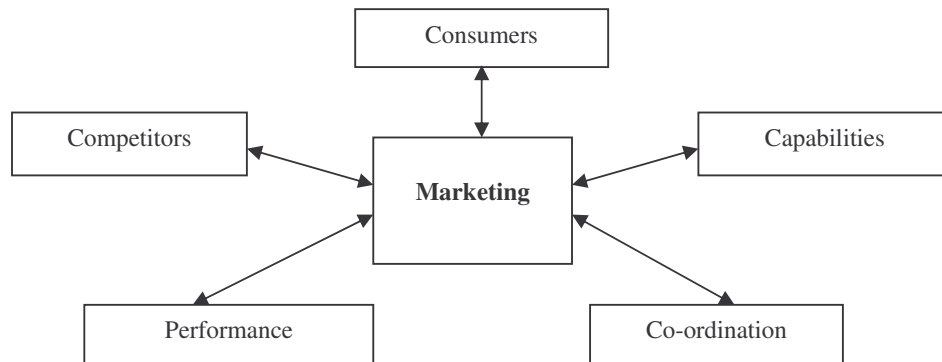 Consumers
Competitors
Capabilities
Marketing
Performance
Co-ordination